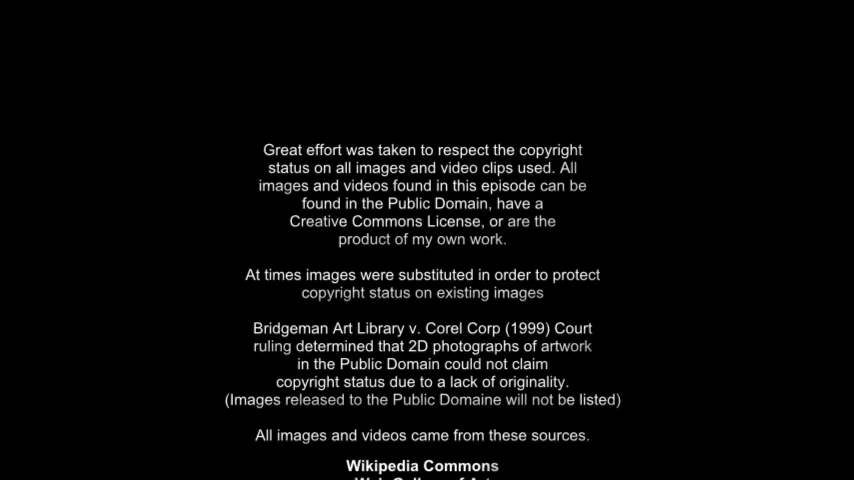 Great effort was taken to respect the copyright
status on all images and video clips used. All
images and videos found in this episode can be
found in the Public Domain, have a
Creative Commons License, or are the
product of my own work.
At times images were substituted in order to protect
copyright status on existing images
Bridgeman Art Library v. Corel Corp (1999) Court
ruling determined that 2D photographs of artwork
in the Public Domain could not claim
copyright status due to a lack of originality.
(Images released to the Public Domaine will not be listed)
All images and videos came from these sources.
Wikipedia Commons